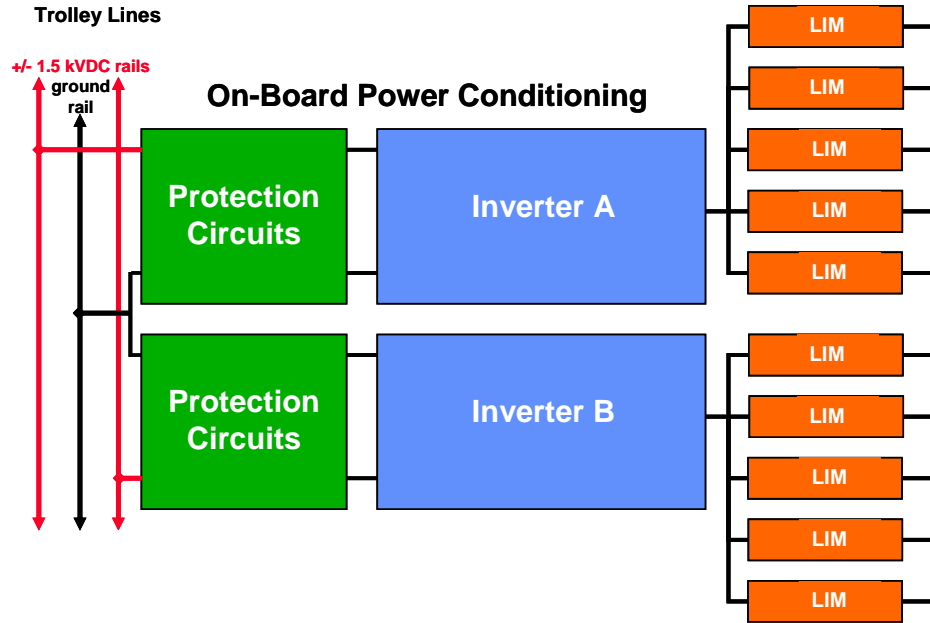 Trolley Lines
+/- 1.5 kVDC rails
ground
rail
On-Board Power Conditioning
Protection
Circuits
Inverter A
LIM
LIM
LIM
LIM
LIM
Protection
Circuits
Inverter B
LIM
LIM
LIM
LIM
LIM